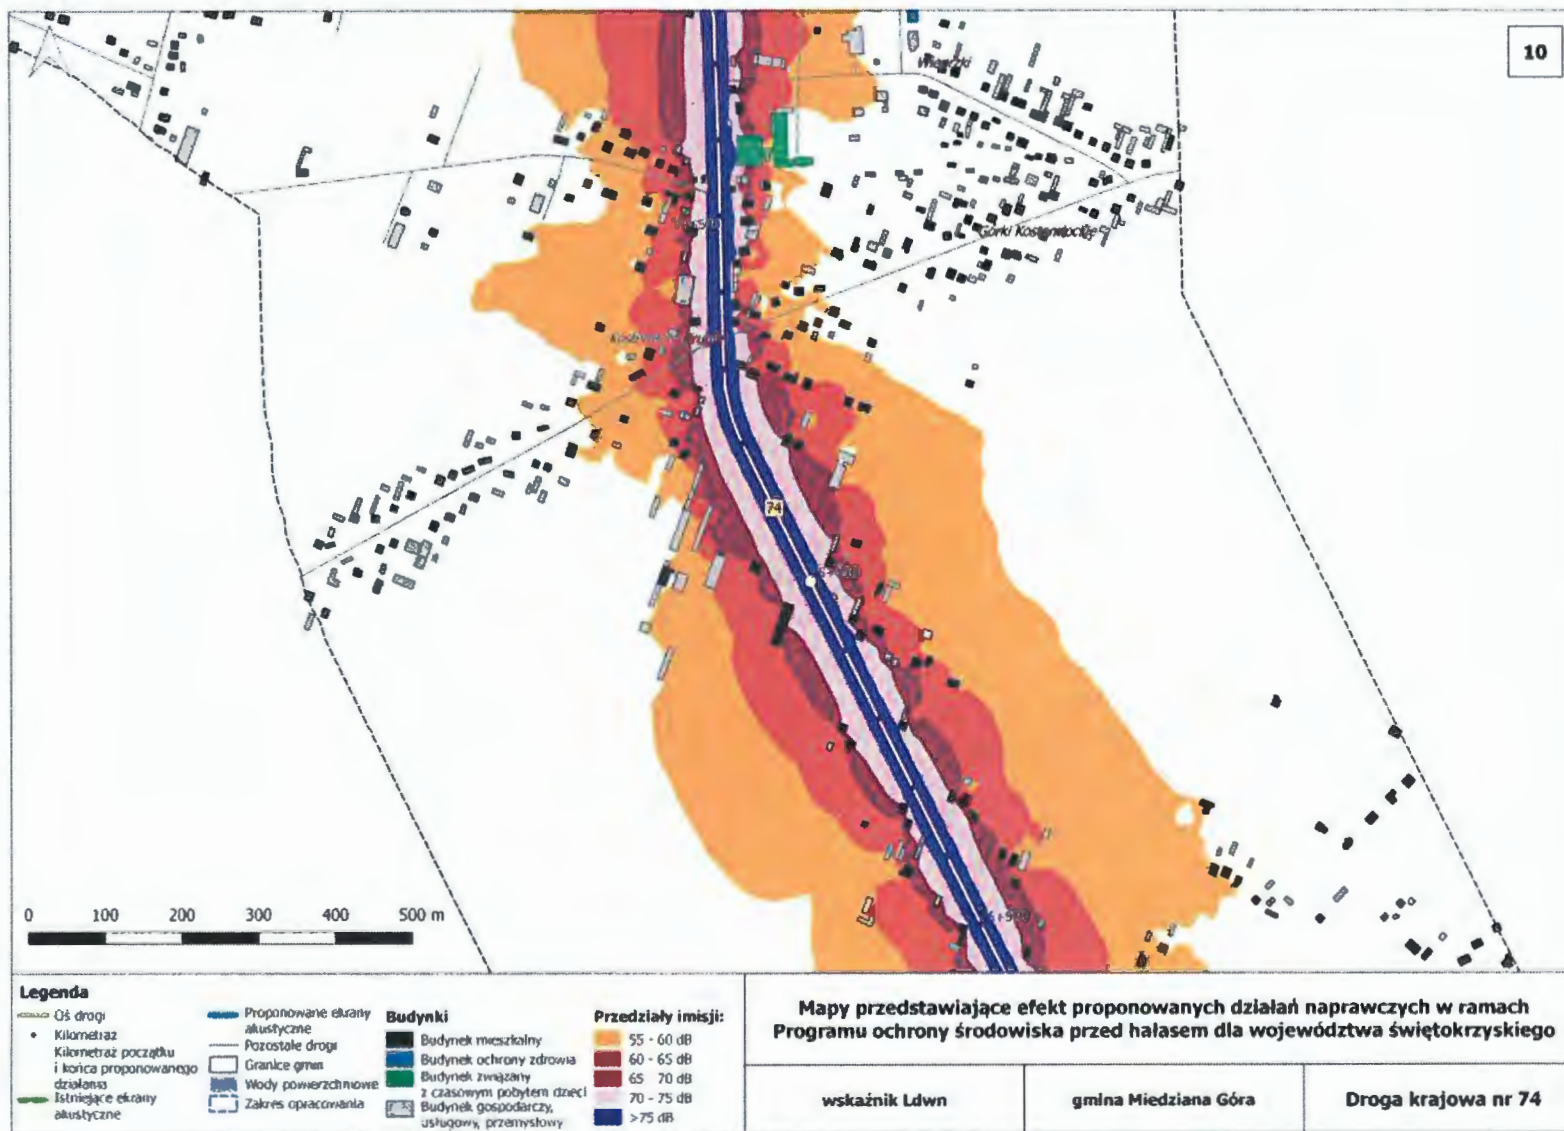 10
Wiearzki
Górki Kostomłockie
74
0 100 200 300 400 500 m
Legenda
Oś drogi
Kilometraż
Kilometraż początku
i końca proponowanego
działania
Istniejące ekrany
akustyczne
Proponowane ekrany
akustyczne
Pozostałe drogi
Granice gmin
Wody powierzchniowe
Zakres opracowania
Budynki
Budynek mieszkalny
Budynek ochrony zdrowia
Budynek związany
z czasowym pobytem dzieci
Budynek gospodarczy,
usługowy, przemysłowy
Przedziały imisji:
55 - 60 dB
60 - 65 dB
65 70 dB
70 - 75 dB
>75 dB
Mapy przedstawiające efekt proponowanych działań naprawczych w ramach
Programu ochrony środowiska przed hałasem dla województwa świętokrzyskiego
wskaźnik Ldwn
gmina Miedziana Góra
Droga krajowa nr 74